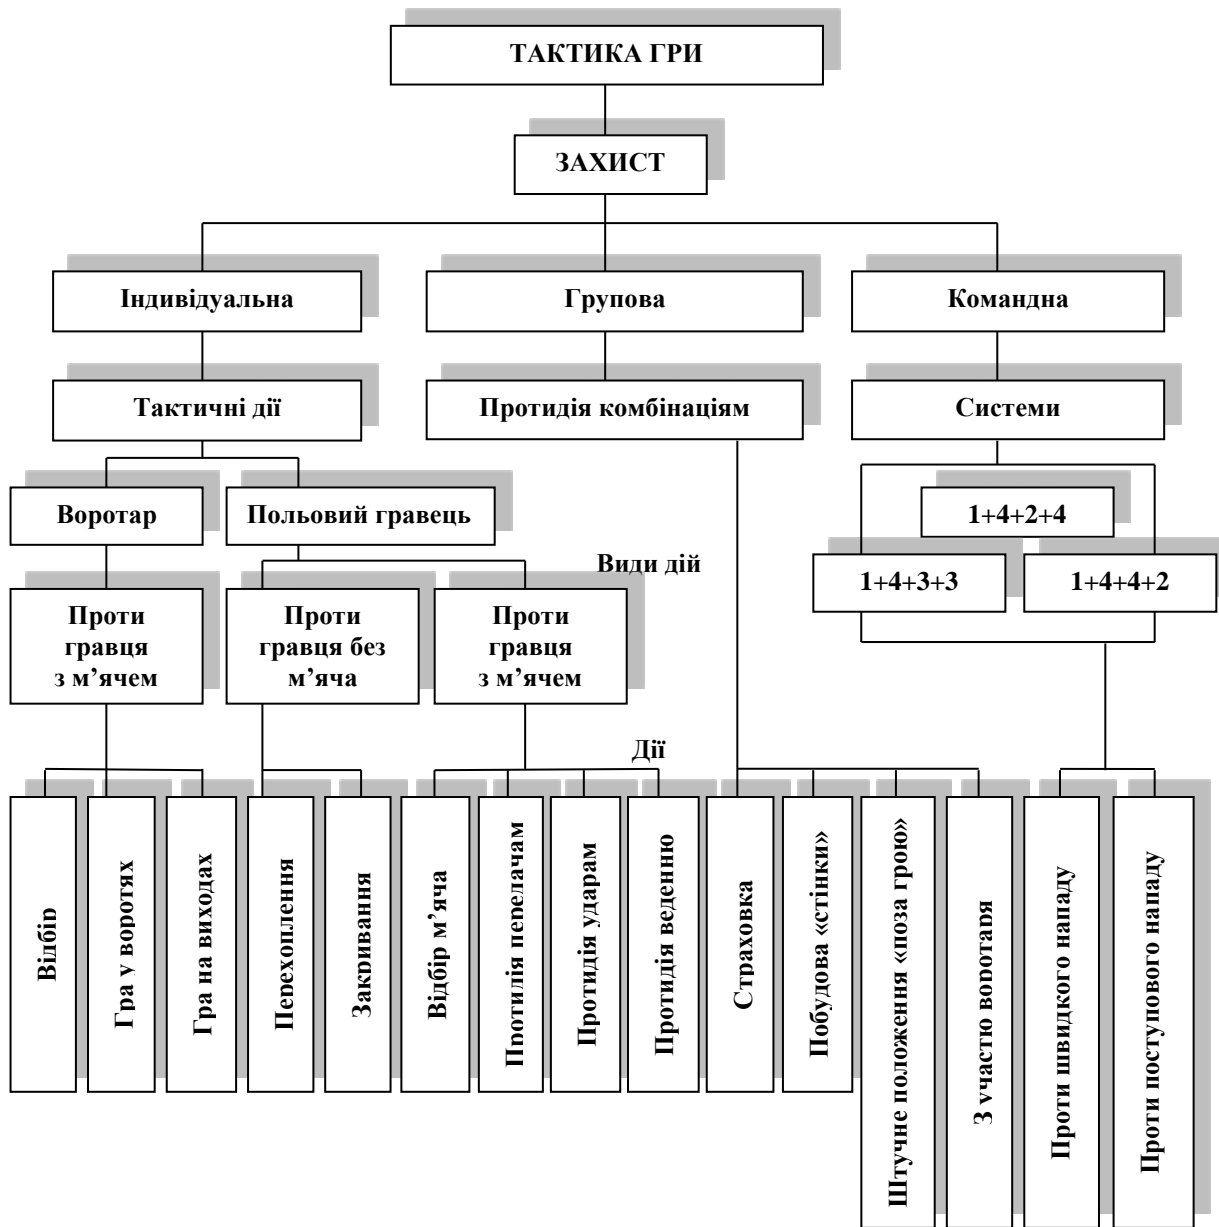 ТАКТИКА ГРИ
ЗАХИСТ
Індивідуальна
Групова
Командна
Тактичні дії
Протидія комбінаціям
Системи
Воротар
Польовий гравець
1+4+2+4
Види дій
1+4+3+3
1+4+4+2
Проти
гравця
з м’ячем
Проти
гравця без
м’яча
Проти
гравця
з м’ячем
Дії
Відбір
Гра у воротях
Гра на виходах
Перехоплення
Закривання
Відбір м’яча
Протидія передачам
Протидія ударам
Протидія веденню
Страховка
Побудова «стінки»
Штучне положення «поза грою»
З участю воротаря
Проти швидкого нападу
Проти поступового нападу